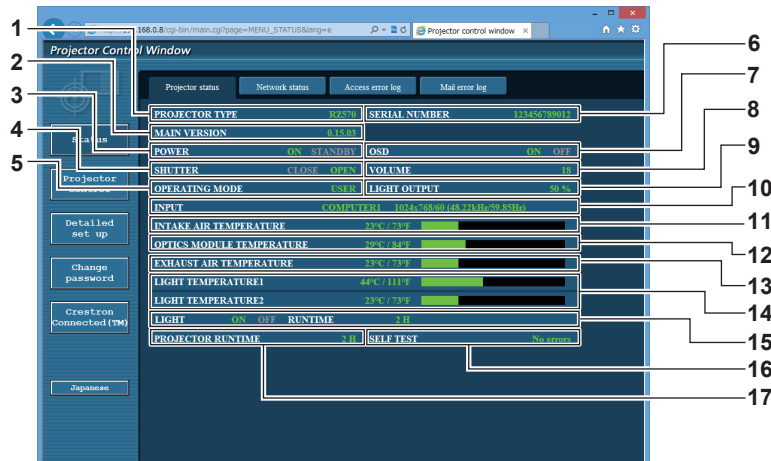 168.0.8/cgi-bin/main.cgi?page=MENU_STATUS&lang=e
Projector control window
Projector Control Window
Projector status Network status Access error log Mail error log
PROJECTOR TYPE RZ570 SERIAL NUMBER 123456789012
MAIN VERSION 0.15.03
POWER ON STANDBY OSD ON OFF
SHUTTER CLOSE OPEN VOLUME 18
OPERATING MODE USER LIGHT OUTPUT 50 %
INPUT COMPUTER1 1024x768/60 (48.22kHz/59.85Hz)
INTAKE AIR TEMPERATURE 23°C / 73°F
OPTICS MODULE TEMPERATURE 29°C / 84°F
EXHAUST AIR TEMPERATURE 23°C / 73°F
LIGHT TEMPERATURE1 44°C / 111°F
LIGHT TEMPERATURE2 23°C / 73°F
LIGHT ON OFF RUNTIME 2 H
PROJECTOR RUNTIME 2 H SELF TEST No errors
Status
Projector
control
Detailed
set up
Change
password
Crestron
Connected(TM)
Japanese
1
2
3
4
5
6
7
8
9
10
11
12
13
14
15
16
17